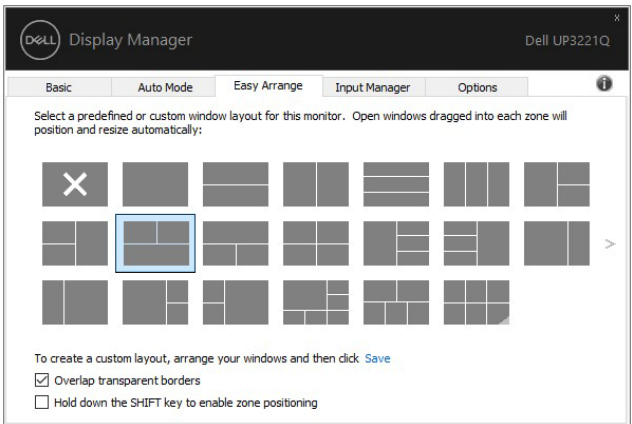 x
DELL Display Manager
Dell UP3221Q
Basic Auto Mode Easy Arrange Input Manager Options
Select a predefined or custom window layout for this monitor. Open windows dragged into each zone will
position and resize automatically:
To create a custom layout, arrange your windows and then click Save
Overlap transparent borders
Hold down the SHIFT key to enable zone positioning